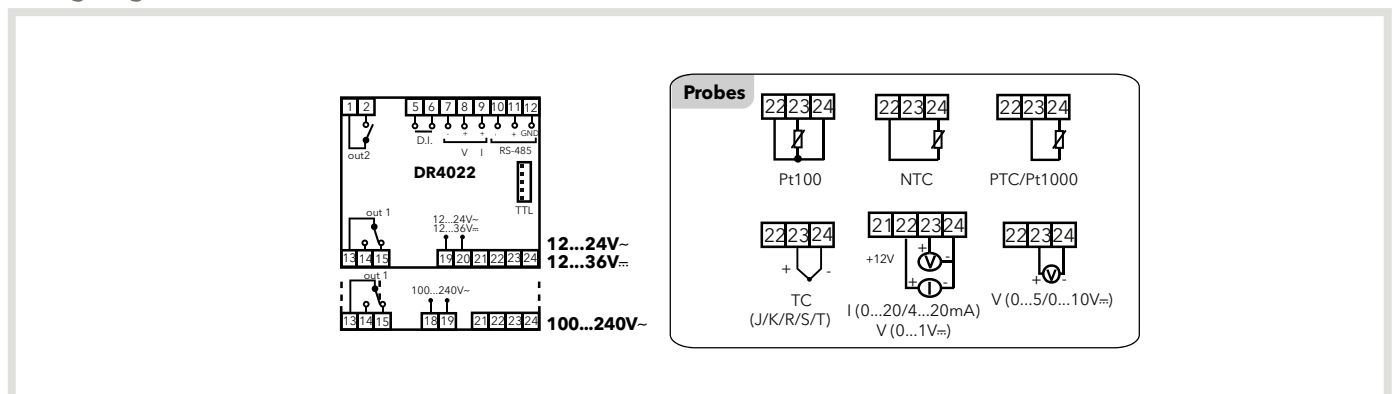 1 2 5 6 7 8 9 10 11 12
D.I. - + + - + GND
V I RS-485
out2
DR4022
TTL
out 1
12...24V~
12...36V⎓
13 14 15 19 20 21 22 23 24
12...24V~
12...36V⎓
out 1
100...240V~
13 14 15 18 19 21 22 23 24
100...240V~
Probes
22 23 24
Pt100
22 23 24
NTC
22 23 24
PTC/Pt1000
22 23 24
+ -
TC
(J/K/R/S/T)
21 22 23 24
+12V
+ V -
+ I -
I (0...20/4...20mA)
V (0...1V⎓)
22 23 24
+ V -
V (0...5/0...10V⎓)